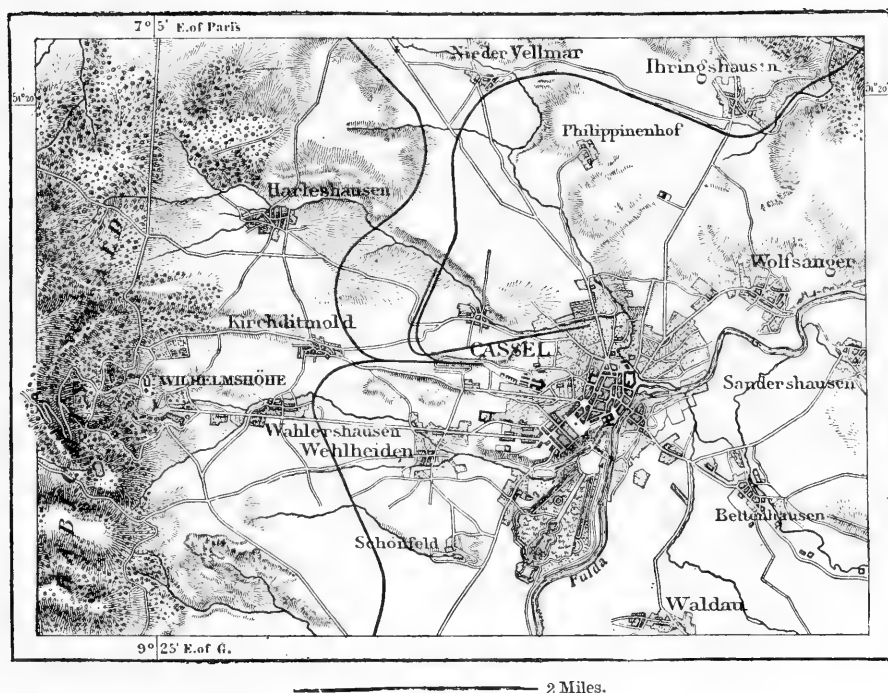 7° 5' E. of Paris
Nieder Vellmar
Ihringshausen
51°20'
51°20'
Philippinenhof
Harleshausen
Wolfsanger
Kirchditmold
CASSEL
WILHELMSHÖHE
Sandershausen
Wahlershausen
Wehlheiden
Bettenhausen
Schönfeld
Fulda
Waldau
HABICHTSWALD
9° 25' E. of G.
2 Miles.